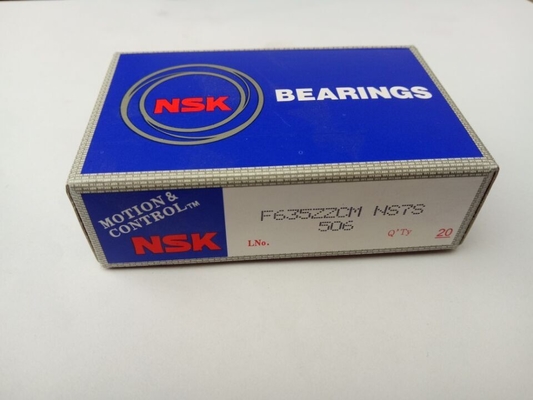 NSK
BEARINGS
MOTION &
CONTROL™
NSK
F635ZZCM NS7S
506
LNo.
Q'Ty 20